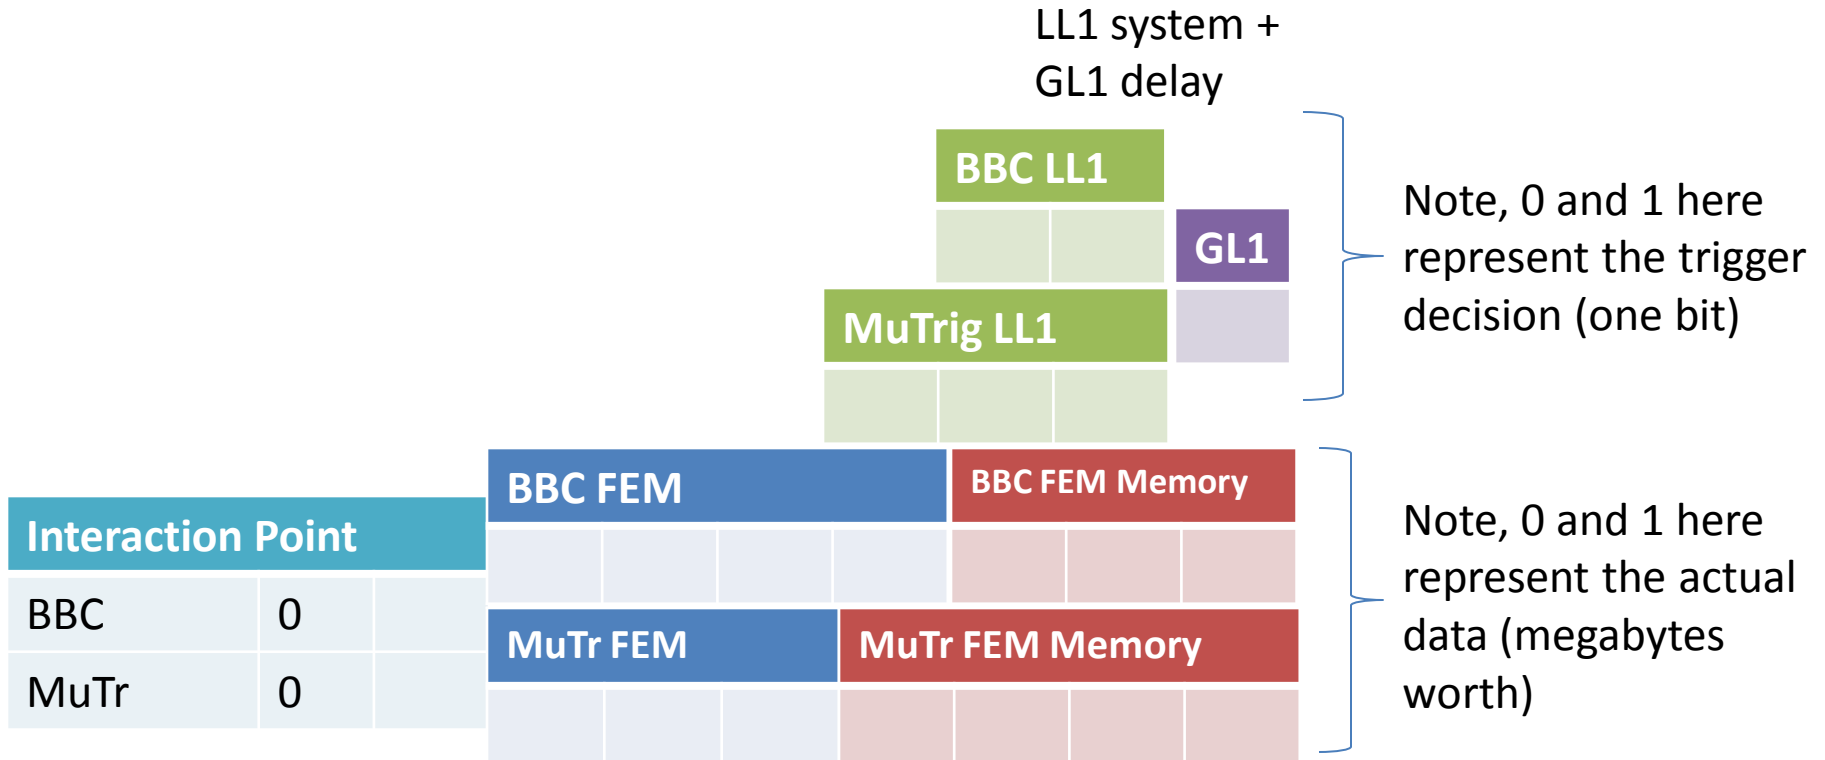 LL1 system +
GL1 delay
BBC LL1
GL1
MuTrig LL1
Note, 0 and 1 here
represent the trigger
decision (one bit)
BBC FEM
BBC FEM Memory
Interaction Point
BBC 0
MuTr 0
MuTr FEM
MuTr FEM Memory
Note, 0 and 1 here
represent the actual
data (megabytes
worth)